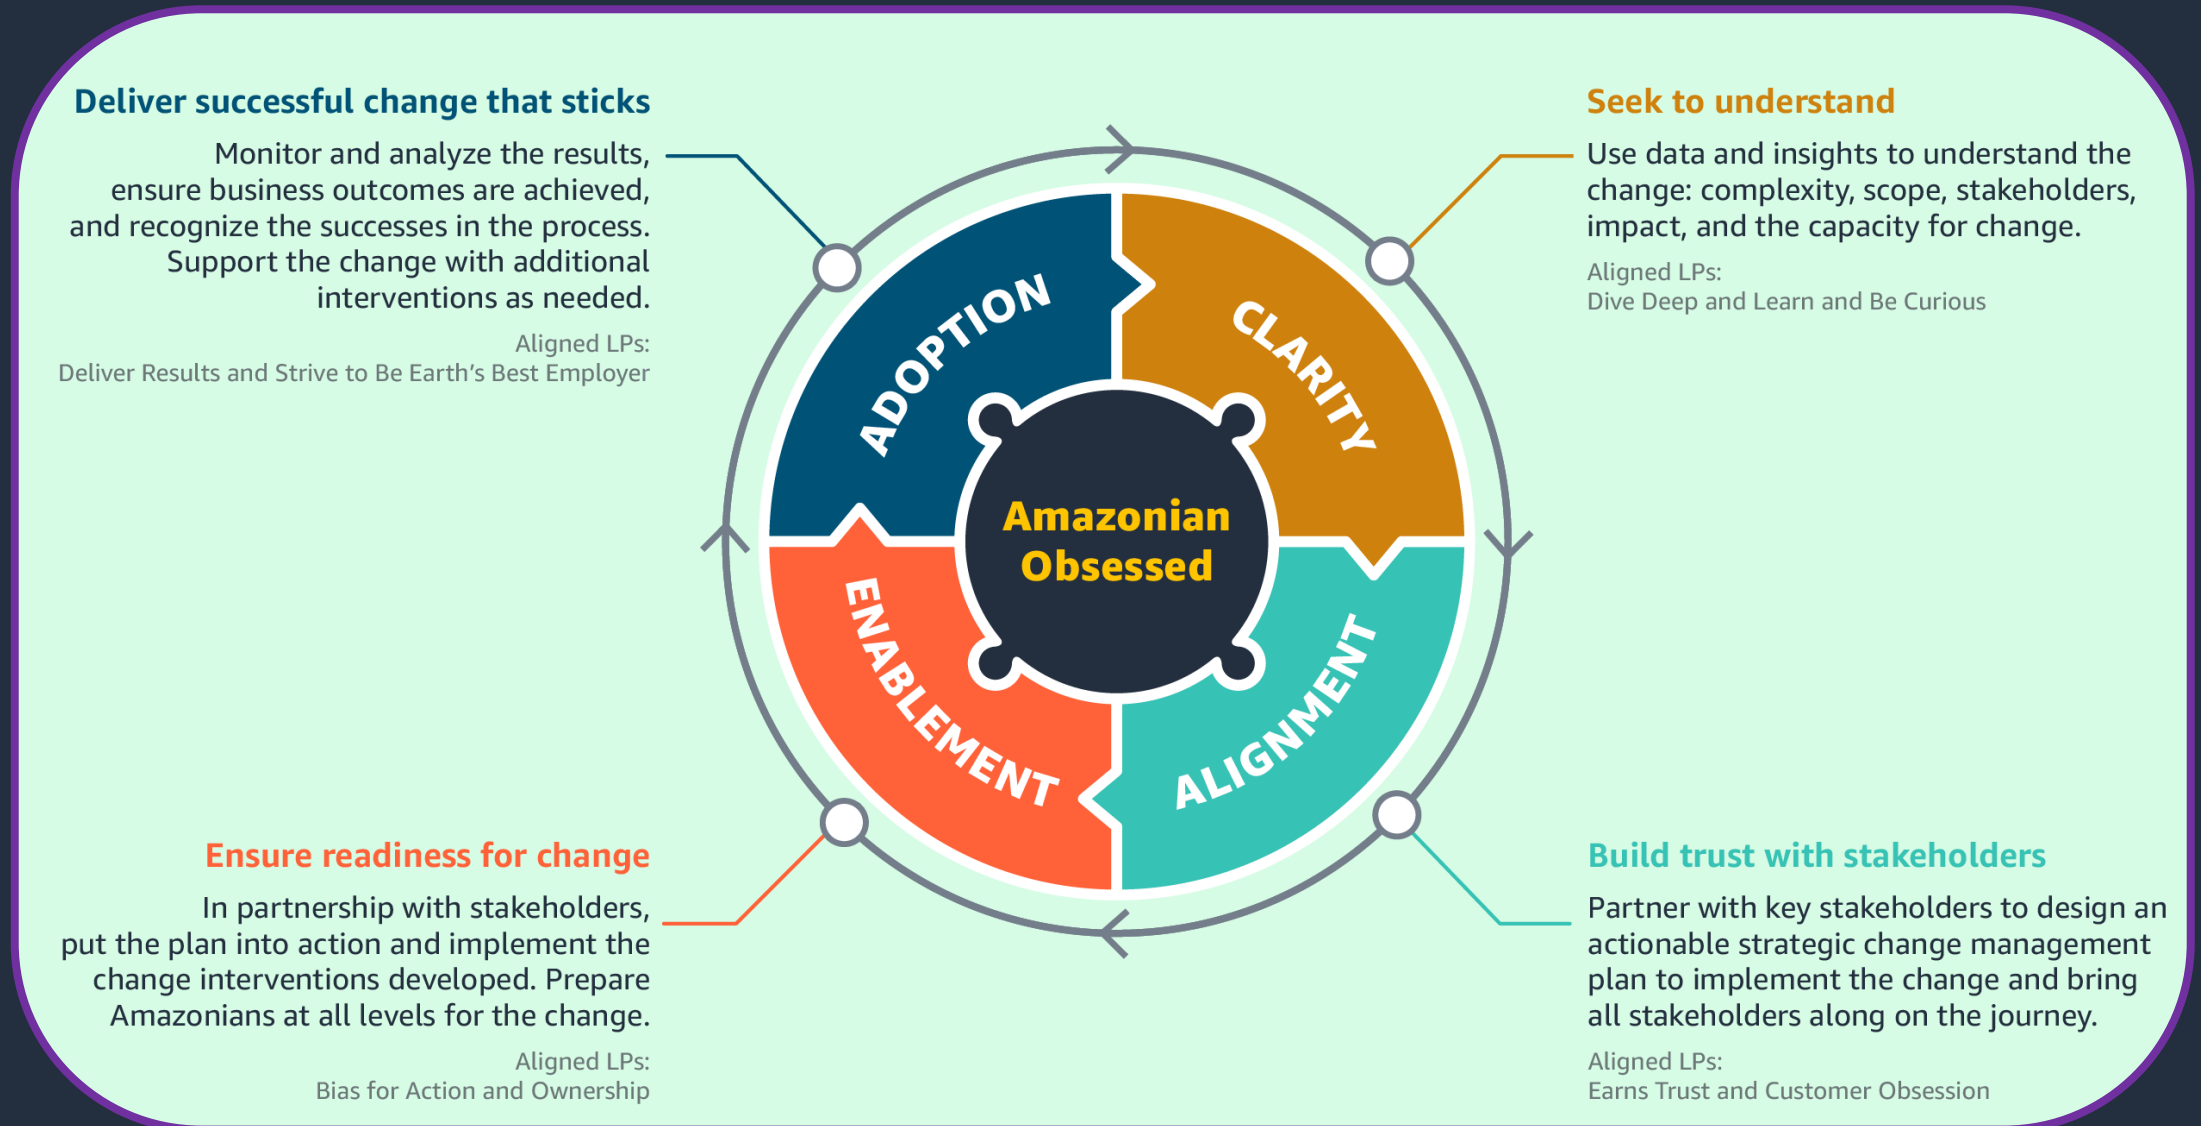 Deliver successful change that sticks
Monitor and analyze the results,
ensure business outcomes are achieved,
and recognize the successes in the process.
Support the change with additional
interventions as needed.
Aligned LPs:
Deliver Results and Strive to Be Earth’s Best Employer
Seek to understand
Use data and insights to understand the
change: complexity, scope, stakeholders,
impact, and the capacity for change.
Aligned LPs:
Dive Deep and Learn and Be Curious
ADOPTION
CLARITY
Amazonian
Obsessed
ENABLEMENT
ALIGNMENT
Ensure readiness for change
In partnership with stakeholders,
put the plan into action and implement the
change interventions developed. Prepare
Amazonians at all levels for the change.
Aligned LPs:
Bias for Action and Ownership
Build trust with stakeholders
Partner with key stakeholders to design an
actionable strategic change management
plan to implement the change and bring
all stakeholders along on the journey.
Aligned LPs:
Earns Trust and Customer Obsession